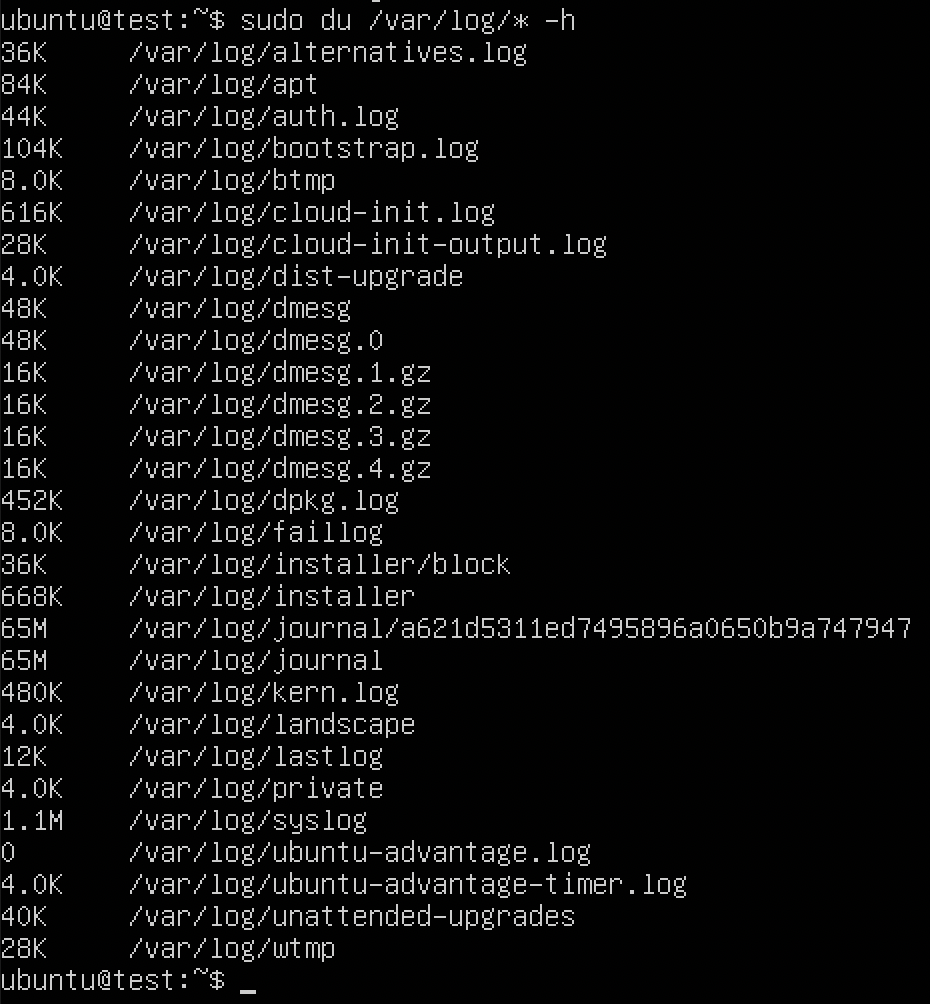 ubuntu@test:~$ sudo du /var/log/* -h
36K /var/log/alternatives.log
84K /var/log/apt
44K /var/log/auth.log
104K /var/log/bootstrap.log
8.0K /var/log/btmp
616K /var/log/cloud-init.log
28K /var/log/cloud-init-output.log
4.0K /var/log/dist-upgrade
48K /var/log/dmesg
48K /var/log/dmesg.0
16K /var/log/dmesg.1.gz
16K /var/log/dmesg.2.gz
16K /var/log/dmesg.3.gz
16K /var/log/dmesg.4.gz
452K /var/log/dpkg.log
8.0K /var/log/faillog
36K /var/log/installer/block
668K /var/log/installer
65M /var/log/journal/a621d5311ed7495896a0650b9a747947
65M /var/log/journal
480K /var/log/kern.log
4.0K /var/log/landscape
12K /var/log/lastlog
4.0K /var/log/private
1.1M /var/log/syslog
0 /var/log/ubuntu-advantage.log
4.0K /var/log/ubuntu-advantage-timer.log
40K /var/log/unattended-upgrades
28K /var/log/wtmp
ubuntu@test:~$ _